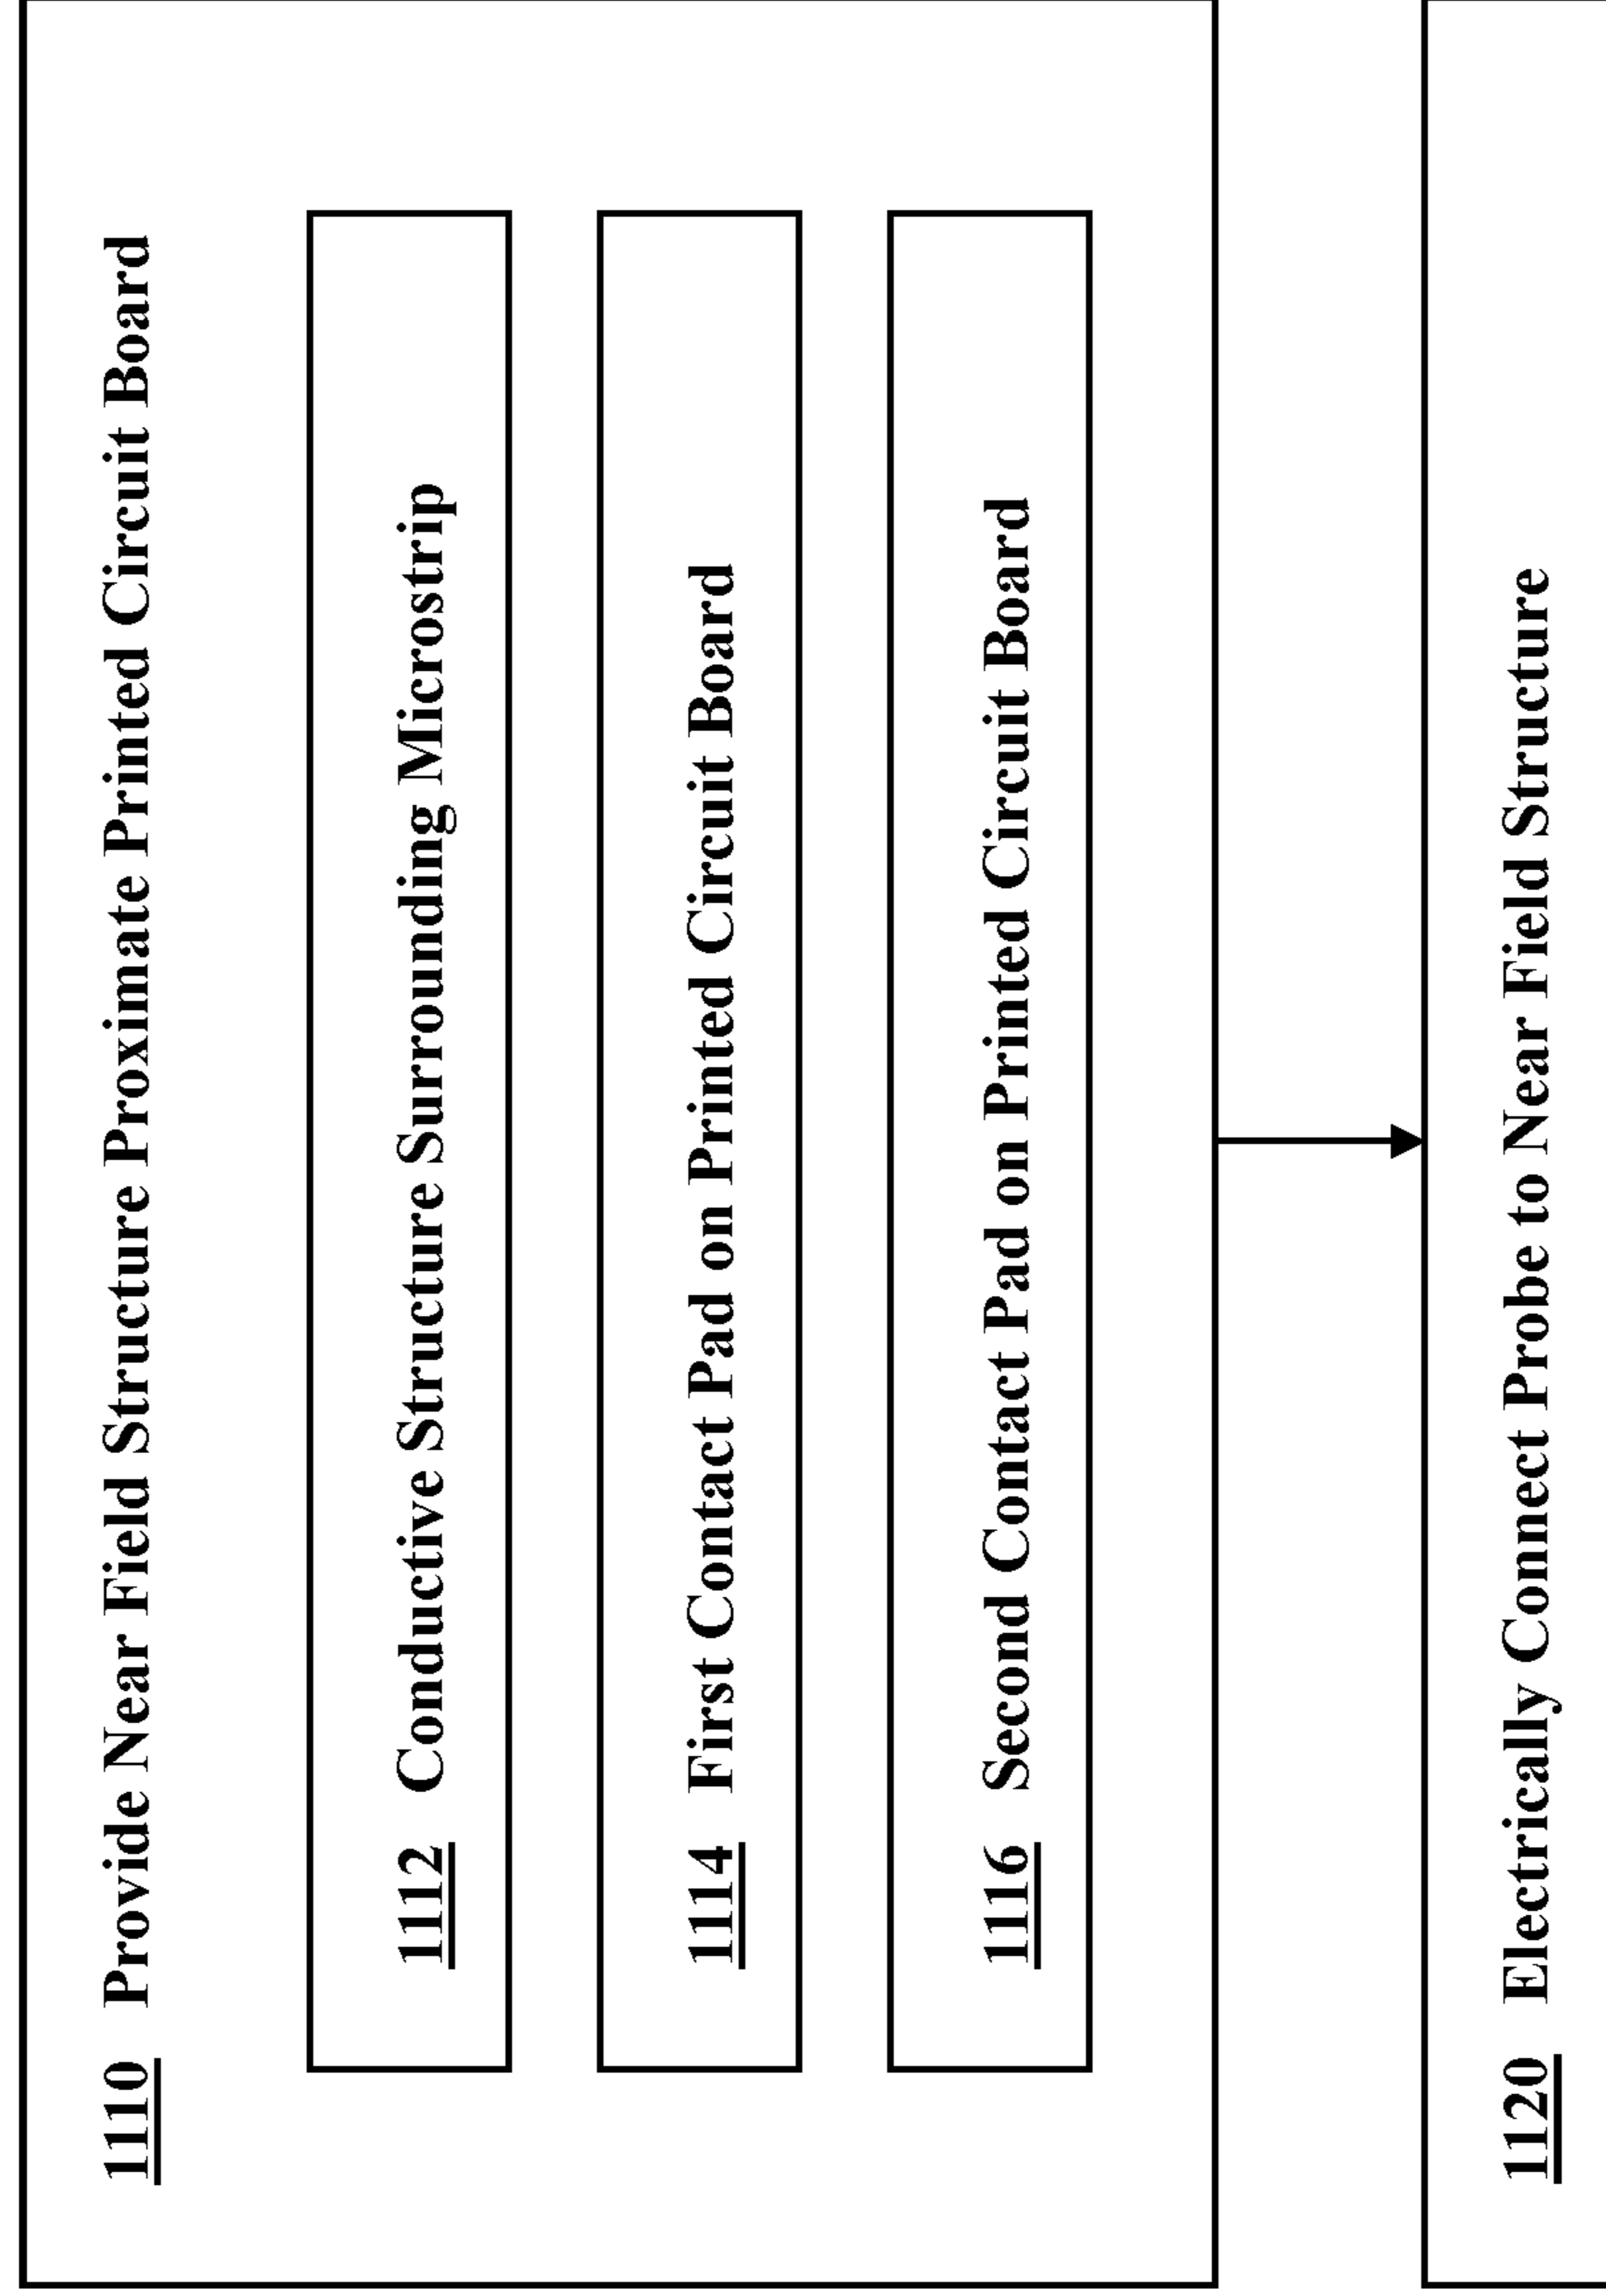 1110 Provide Near Field Structure Proximate Printed Circuit Board
1112 Conductive Structure Surrounding Microstrip
1114 First Contact Pad on Printed Circuit Board
1116 Second Contact Pad on Printed Circuit Board
1120 Electrically Connect Probe to Near Field Structure